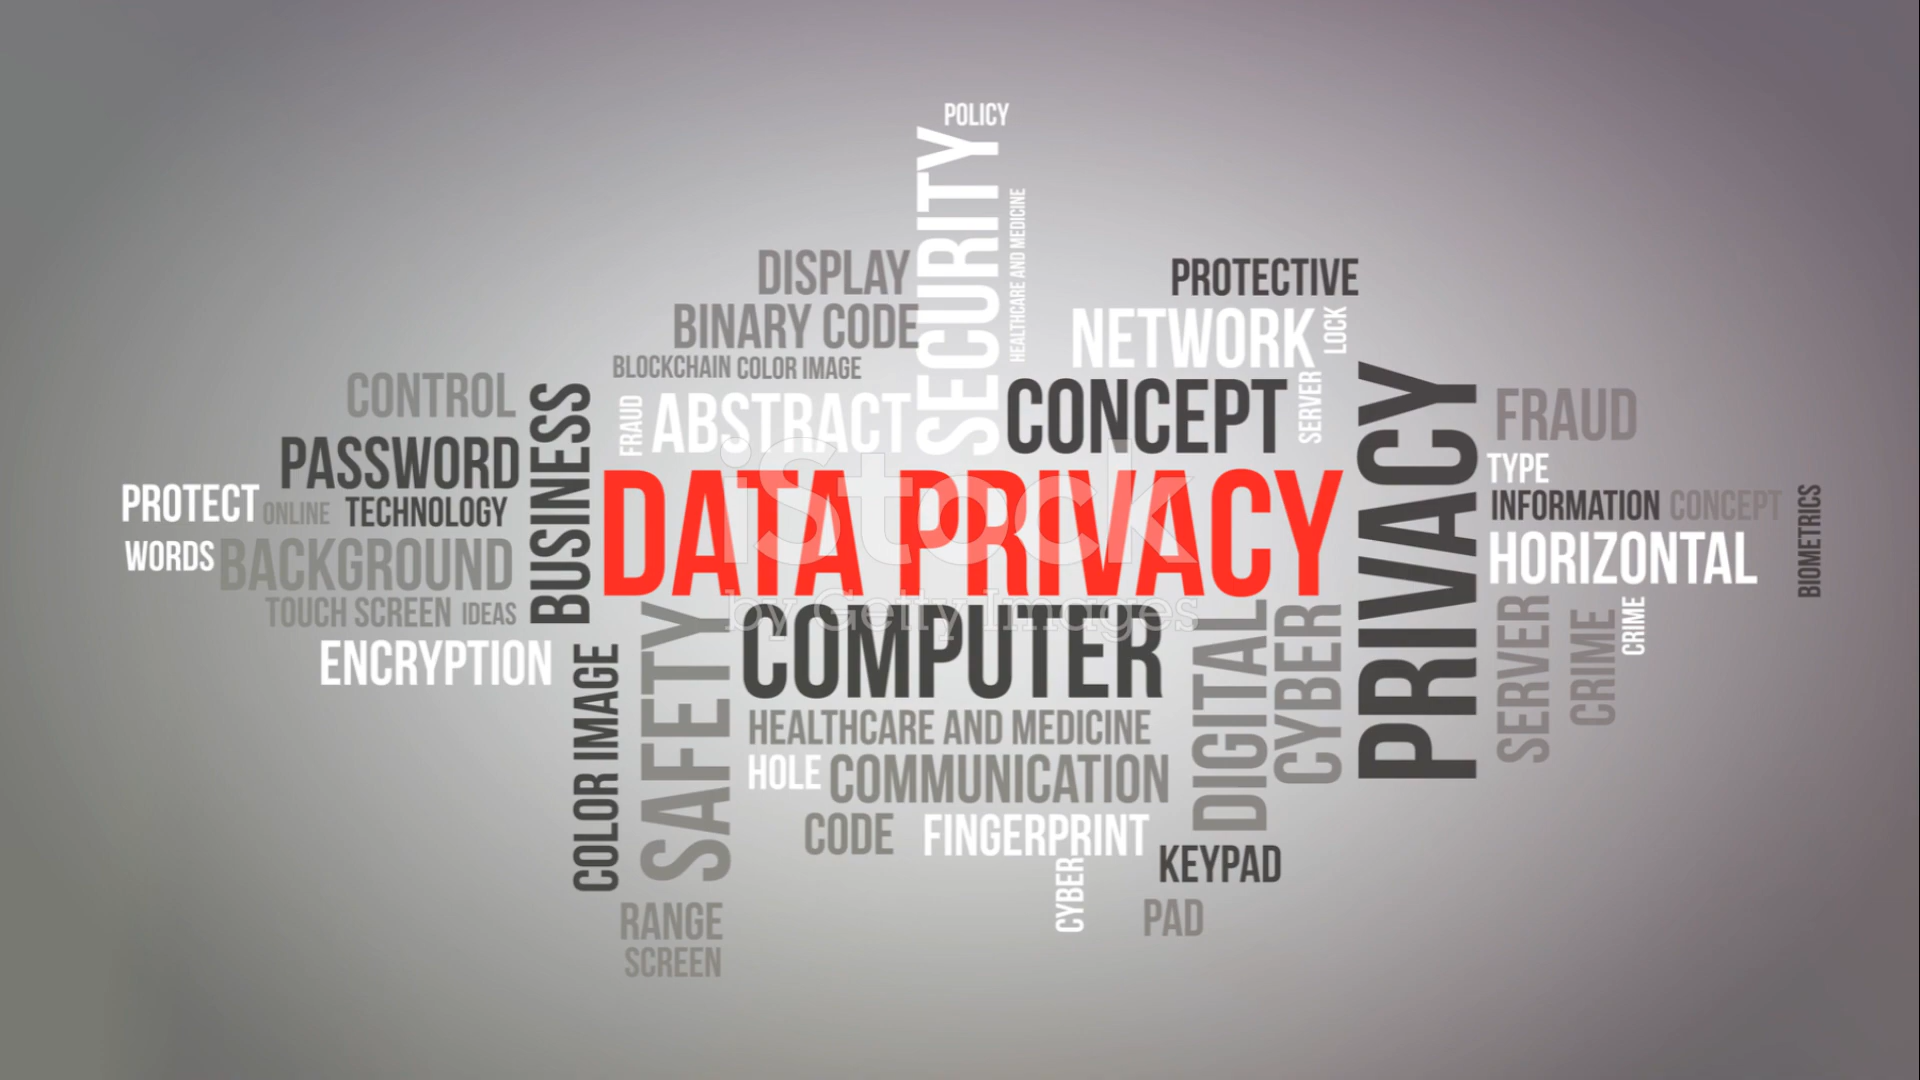 POLICY
SECURITY
HEALTHCARE AND MEDICINE
DISPLAY
PROTECTIVE
BINARY CODE
NETWORK
LOCK
BLOCKCHAIN
COLOR IMAGE
SERVER
CONTROL
BUSINESS
FRAUD
ABSTRACT
CONCEPT
PRIVACY
FRAUD
PASSWORD
TYPE
PROTECT
ONLINE
TECHNOLOGY
DATA PRIVACY
iStock
by Getty Images
INFORMATION
CONCEPT
BIOMETRICS
WORDS
BACKGROUND
HORIZONTAL
TOUCH SCREEN
IDEAS
COMPUTER
DIGITAL
CYBER
SERVER
CRIME
CRIME
ENCRYPTION
COLOR IMAGE
SAFETY
HEALTHCARE AND MEDICINE
HOLE
COMMUNICATION
CODE
FINGERPRINT
KEYPAD
CYBER
PAD
RANGE
SCREEN